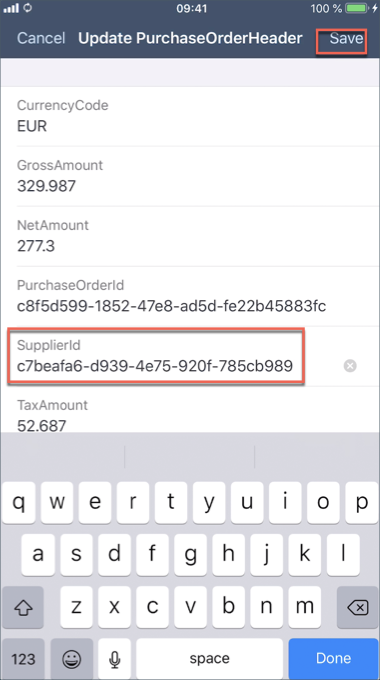 09:41 100 %
Cancel Update PurchaseOrderHeader Save
CurrencyCode
EUR
GrossAmount
329.987
NetAmount
277.3
PurchaseOrderId
c8f5d599-1852-47e8-ad5d-fe22b45883fc
SupplierId
c7beafa6-d939-4e75-920f-785cb989
TaxAmount
52.687
q w e r t y u i o p
a s d f g h j k l
z x c v b n m
123 space Done